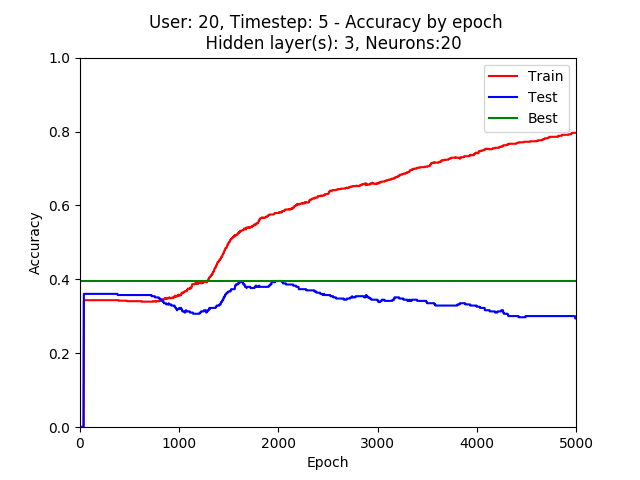 User: 20, Timestep: 5 - Accuracy by epoch
Hidden layer(s): 3, Neurons:20
1.0
0.8
0.6
0.4
0.2
0.0
Accuracy
Train
Test
Best
0
1000
2000
3000
4000
5000
Epoch